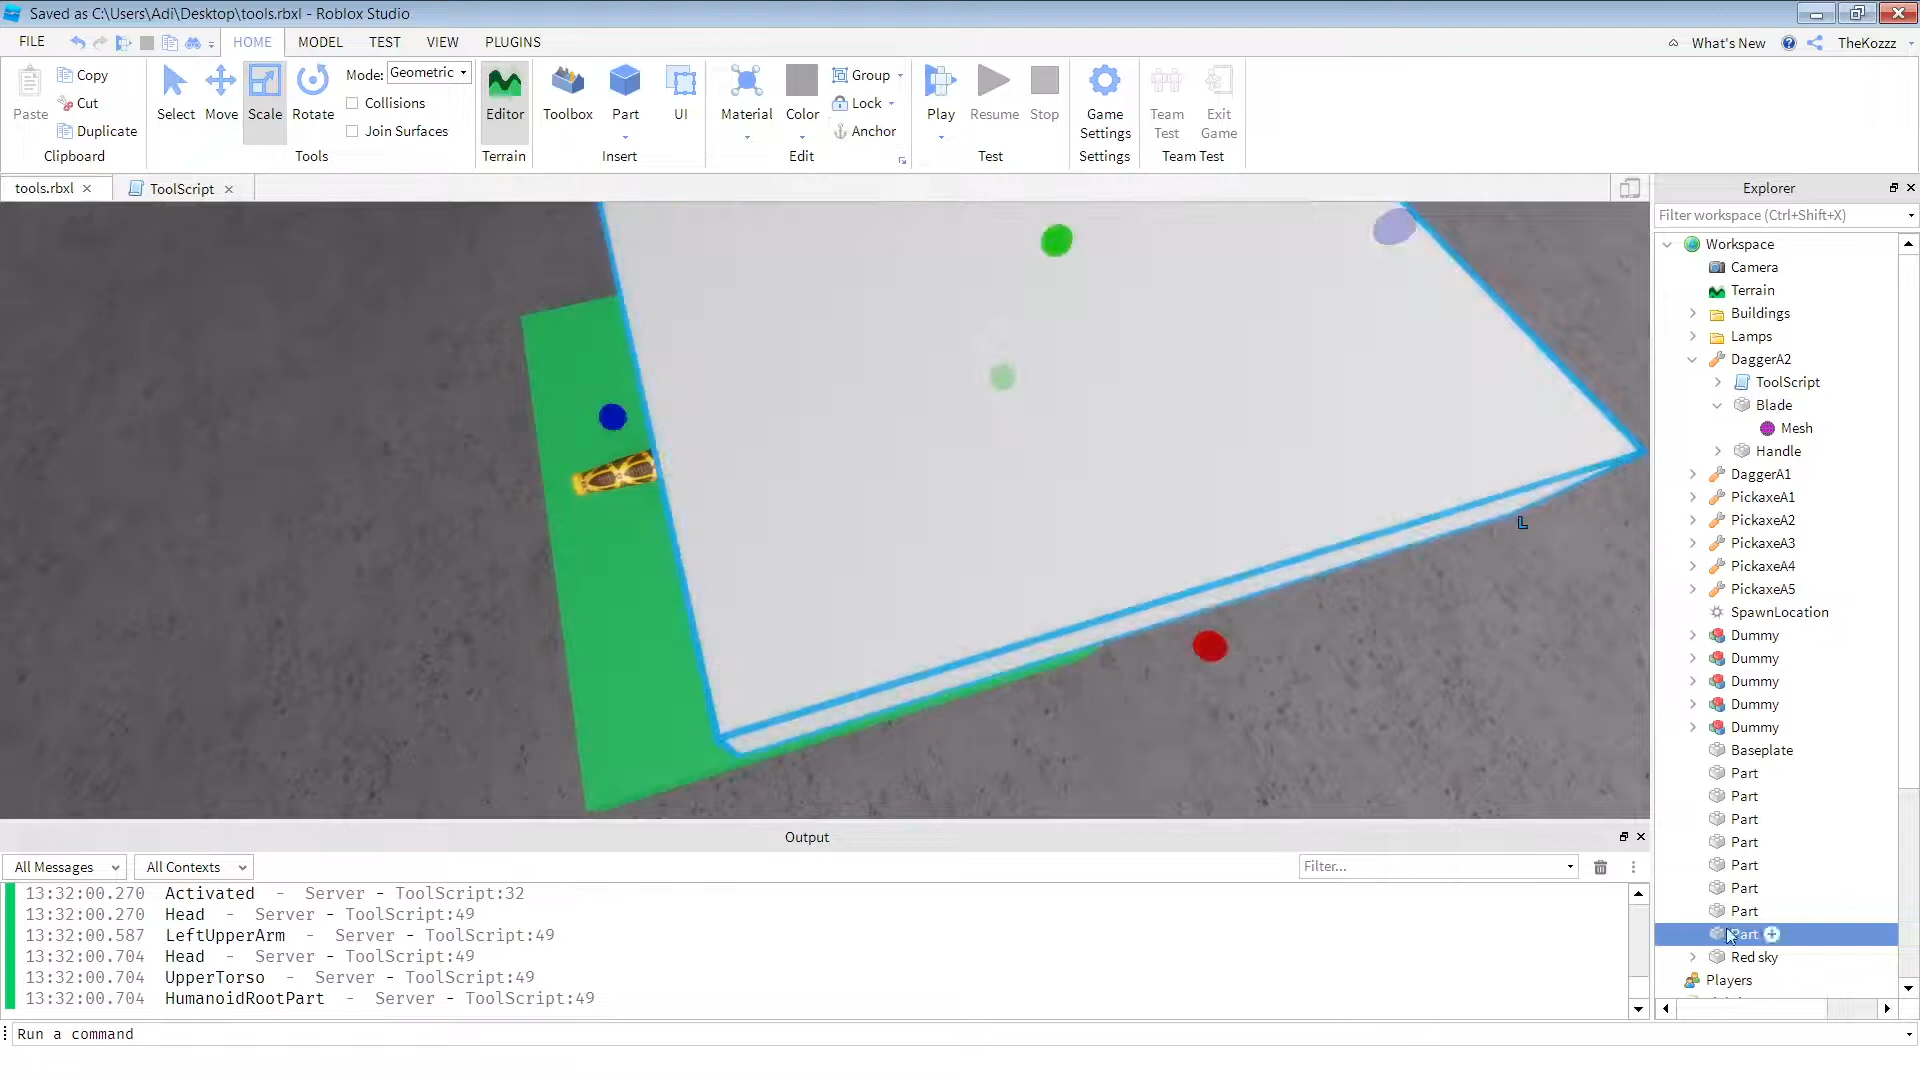 Saved as C:\Users\Adi\Desktop\tools.rbxl - Roblox Studio
FILE HOME MODEL TEST VIEW PLUGINS What's New TheKozzz
Paste Copy Cut Duplicate Clipboard
Select Move Scale Rotate Mode: Geometric Collisions Join Surfaces Tools
Editor Terrain
Toolbox Part UI Insert
Material Color Group Lock Anchor Edit
Play Resume Stop Test
Game Settings Settings
Team Test Exit Game Team Test
tools.rbxl ToolScript
Explorer
Filter workspace (Ctrl+Shift+X)
Workspace
Camera
Terrain
Buildings
Lamps
DaggerA2
ToolScript
Blade
Mesh
Handle
DaggerA1
PickaxeA1
PickaxeA2
PickaxeA3
PickaxeA4
PickaxeA5
SpawnLocation
Dummy
Dummy
Dummy
Dummy
Dummy
Baseplate
Part
Part
Part
Part
Part
Part
Part
Part
Red sky
Players
L
Output
All Messages All Contexts Filter...
13:32:00.270 Activated - Server - ToolScript:32
13:32:00.270 Head - Server - ToolScript:49
13:32:00.587 LeftUpperArm - Server - ToolScript:49
13:32:00.704 Head - Server - ToolScript:49
13:32:00.704 UpperTorso - Server - ToolScript:49
13:32:00.704 HumanoidRootPart - Server - ToolScript:49
Run a command